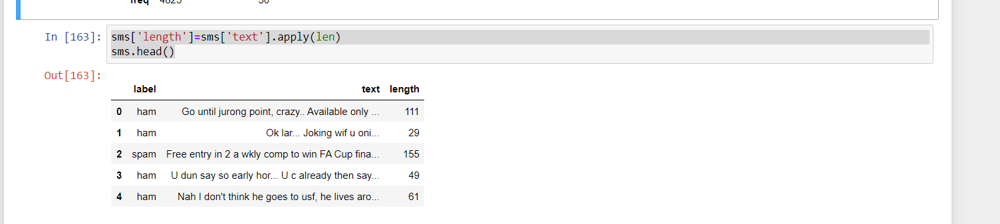 freq 4825 30
In [163]: sms['length']=sms['text'].apply(len)
sms.head()
Out[163]:
label text length
0 ham Go until jurong point, crazy.. Available only ... 111
1 ham Ok lar... Joking wif u oni... 29
2 spam Free entry in 2 a wkly comp to win FA Cup fina... 155
3 ham U dun say so early hor... U c already then say... 49
4 ham Nah I don't think he goes to usf, he lives aro... 61